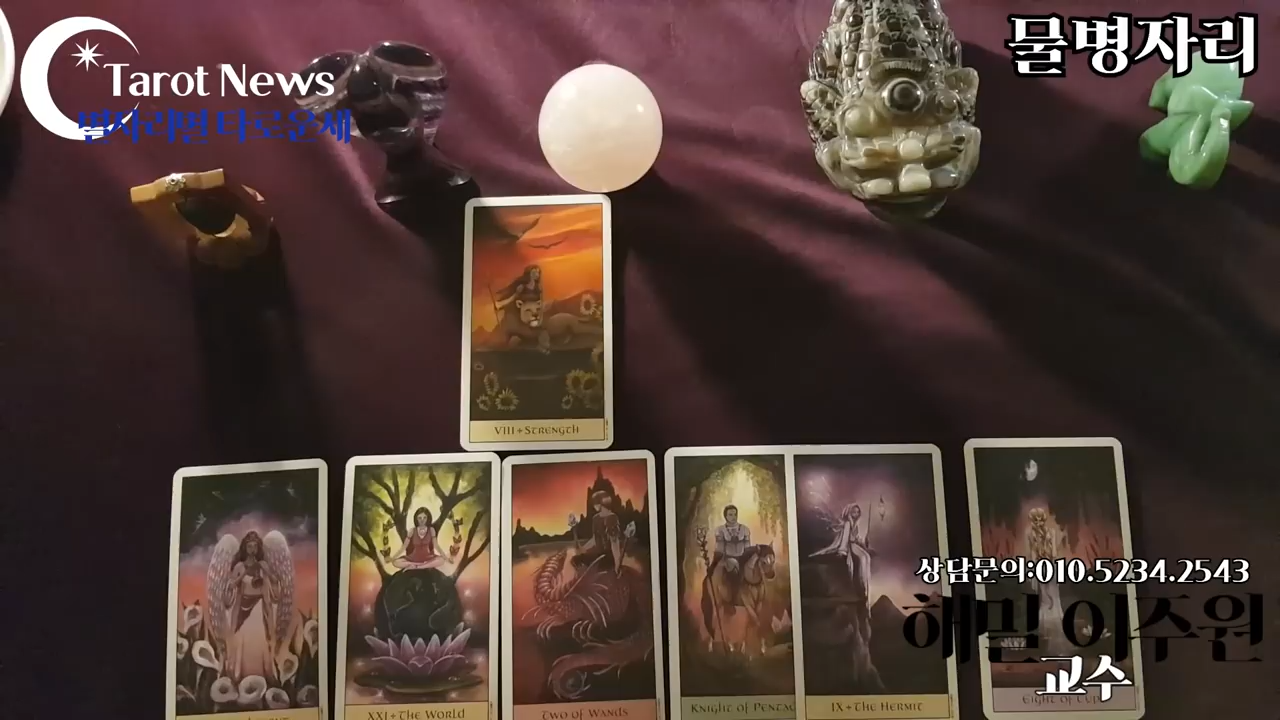 Tarot News
별자리별 타로운세
물병자리
VIII+STRENGTH
XXI+THE WORLD
TWO OF WANDS
KNIGHT OF PENTAC
IX+THE HERMIT
EIGHT OF CUP
상담문의:010.5234.2543
해밀 이주원
교수